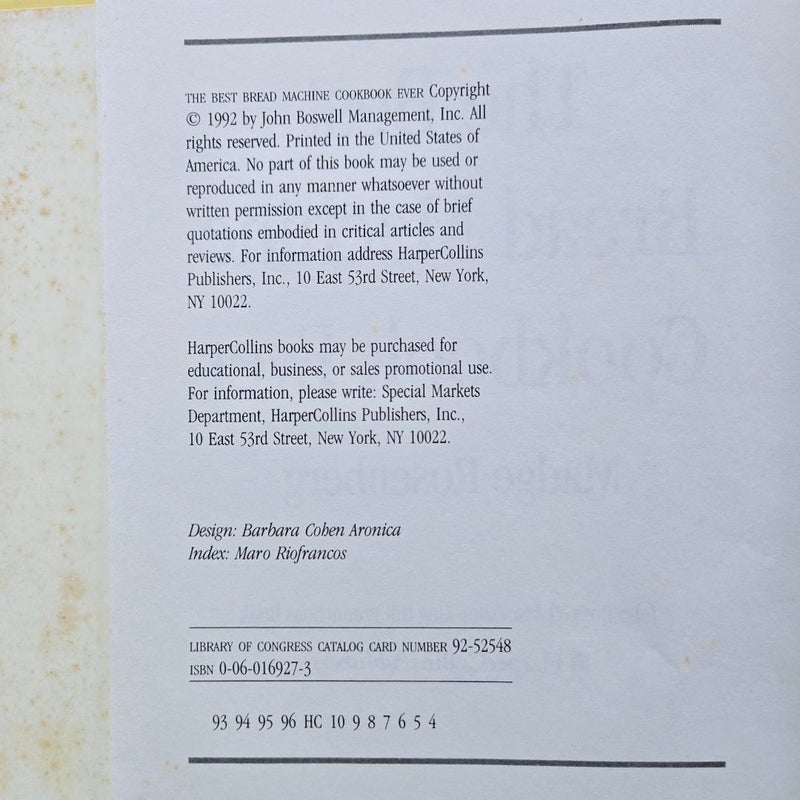 THE BEST BREAD MACHINE COOKBOOK EVER Copyright
© 1992 by John Boswell Management, Inc. All
rights reserved. Printed in the United States of
America. No part of this book may be used or
reproduced in any manner whatsoever without
written permission except in the case of brief
quotations embodied in critical articles and
reviews. For information address HarperCollins
Publishers, Inc., 10 East 53rd Street, New York,
NY 10022.
HarperCollins books may be purchased for
educational, business, or sales promotional use.
For information, please write: Special Markets
Department, HarperCollins Publishers, Inc.,
10 East 53rd Street, New York, NY 10022.
Design: Barbara Cohen Aronica
Index: Maro Riofrancos
LIBRARY OF CONGRESS CATALOG CARD NUMBER 92-52548
ISBN 0-06-016927-3
93 94 95 96 HC 10 9 8 7 6 5 4